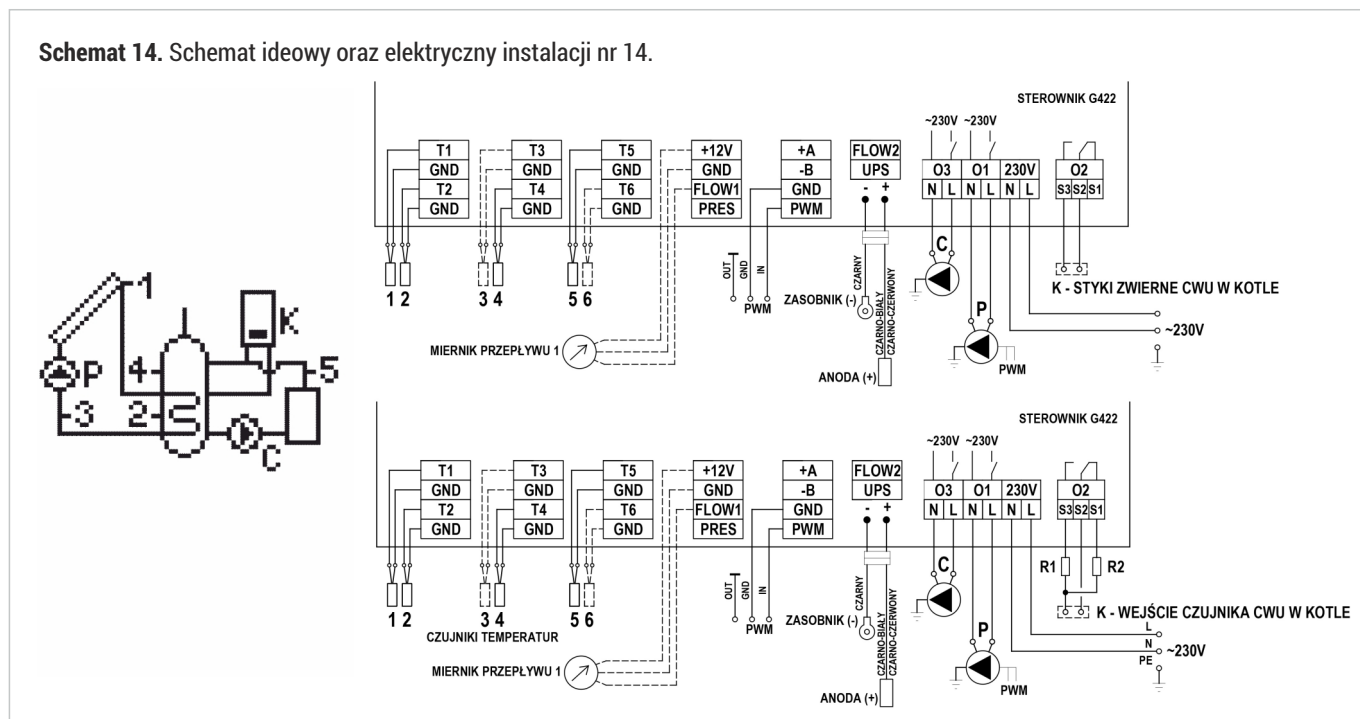 Schemat 14. Schemat ideowy oraz elektryczny instalacji nr 14.
1
K
P
4
5
3
2
C
STEROWNIK G422
~230V ~230V
T1 T3 T5 +12V +A FLOW2
GND GND GND GND -B UPS O3 O1 230V O2
T2 T4 T6 FLOW1 GND - + N L N L N L S3 S2 S1
GND GND GND PRES PWM
C
OUT GND IN CZARNY
K - STYKI ZWIERNE CWU W KOTLE
1 2 3 4 5 6
PWM
ZASOBNIK (-)
CZARNO-BIAŁY
CZARNO-CZERWONY
P
~230V
MIERNIK PRZEPŁYWU 1
PWM
ANODA (+)
STEROWNIK G422
~230V ~230V
T1 T3 T5 +12V +A FLOW2
GND GND GND GND -B UPS O3 O1 230V O2
T2 T4 T6 FLOW1 GND - + N L N L N L S3 S2 S1
GND GND GND PRES PWM
C R1 R2
OUT GND IN CZARNY
K - WEJŚCIE CZUJNIKA CWU W KOTLE
1 2 3 4 5 6
PWM
ZASOBNIK (-)
CZARNO-BIAŁY
CZARNO-CZERWONY
CZUJNIKI TEMPERATUR
P
L
N ~230V
PE
MIERNIK PRZEPŁYWU 1
PWM
ANODA (+)